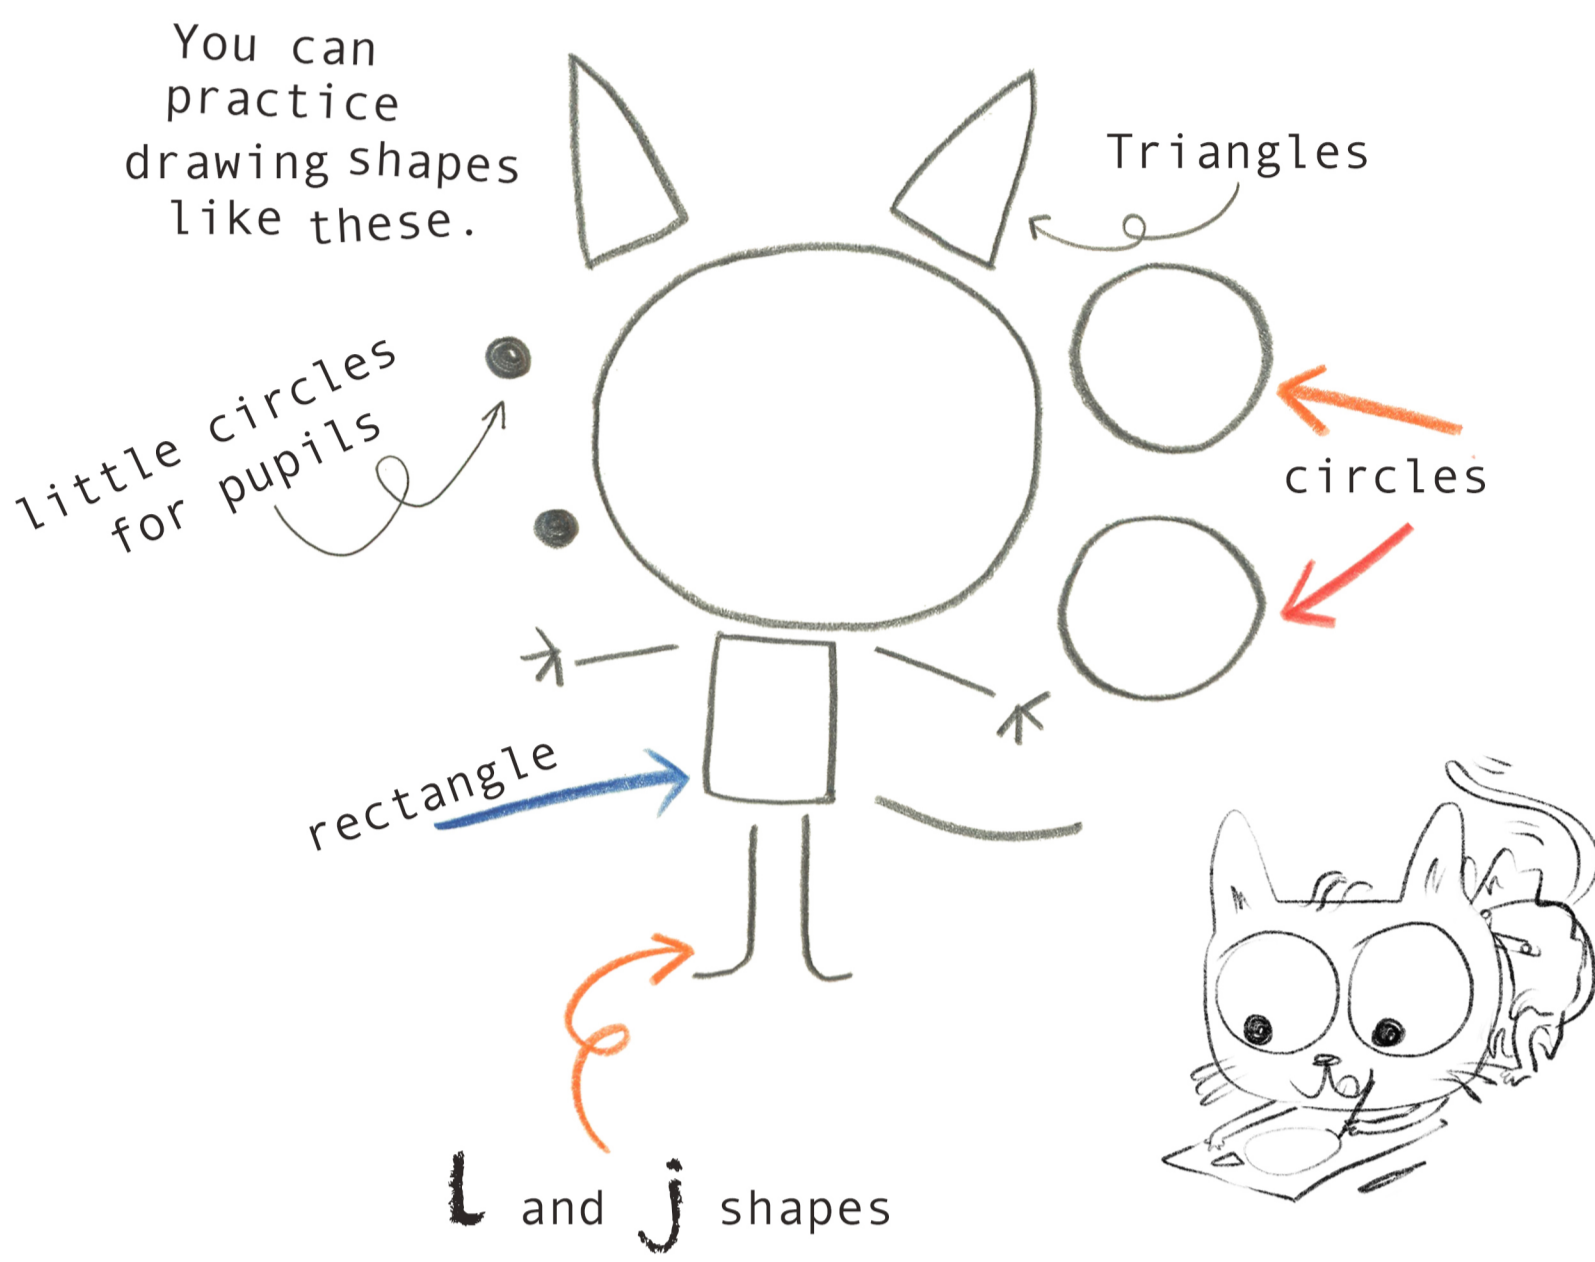 You can
practice
drawing shapes
like these.
Triangles
little circles
for pupils
circles
rectangle
L and j shapes